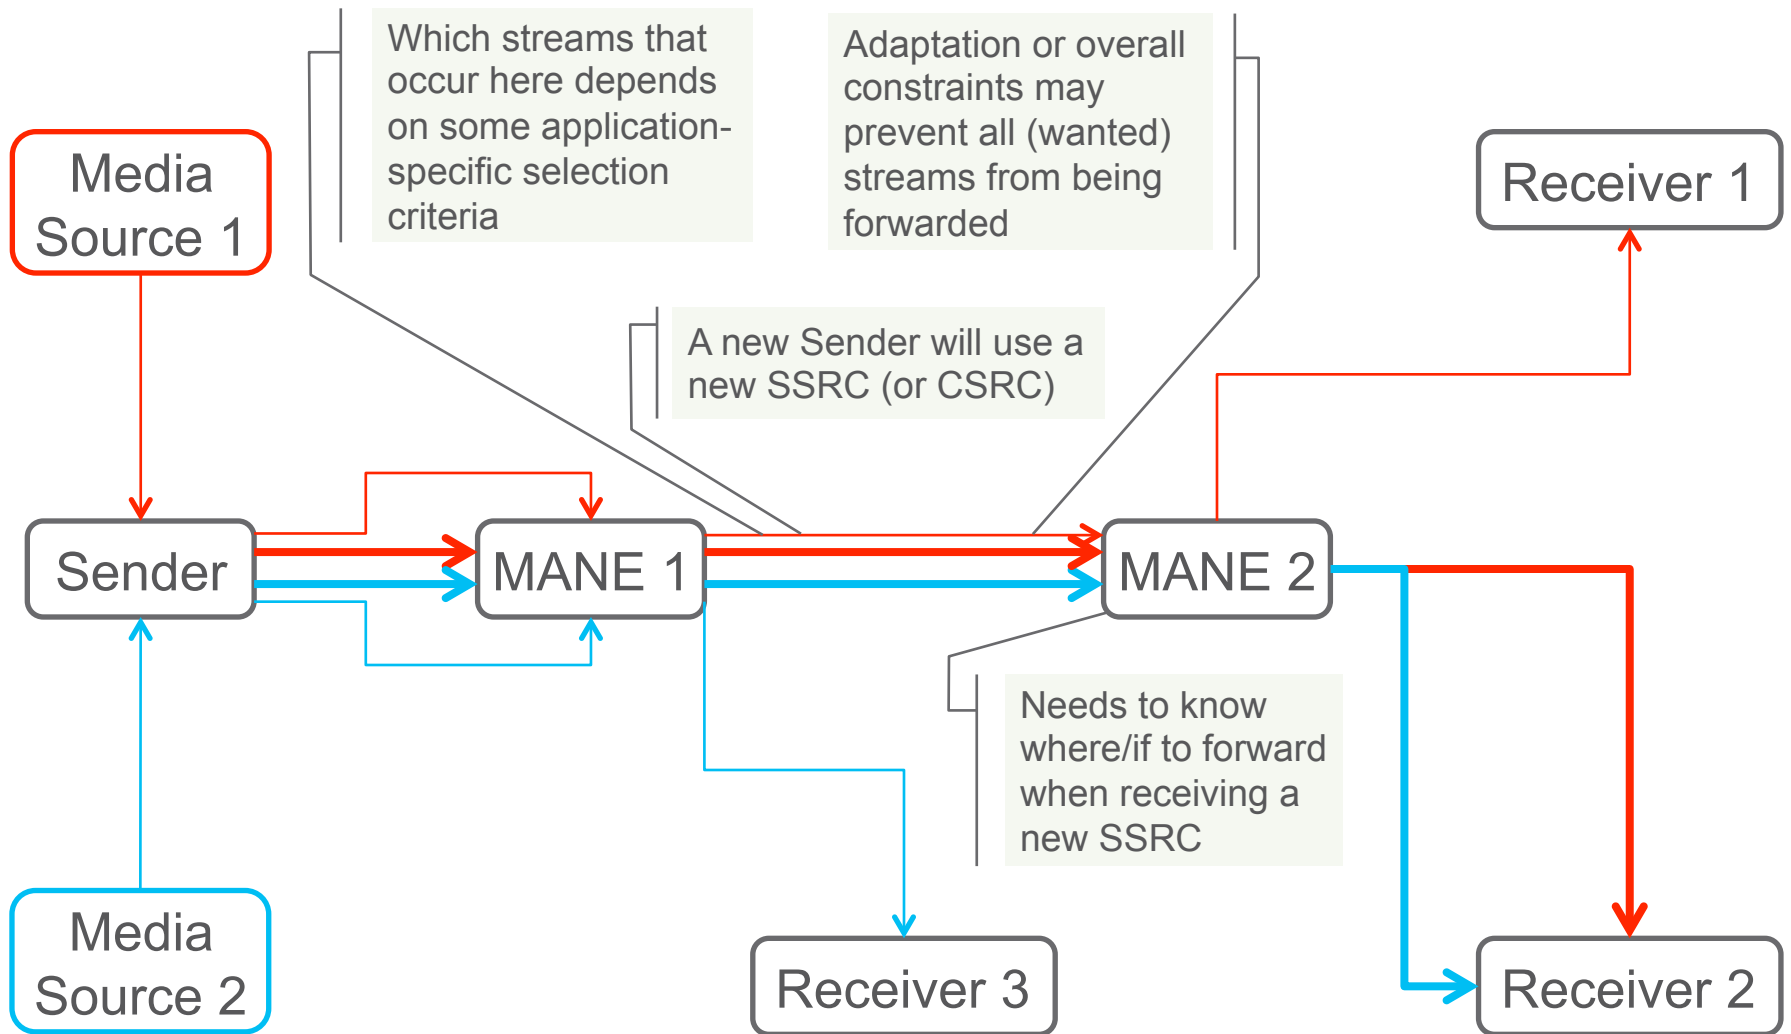 Which streams that
occur here depends
on some application-
specific selection
criteria
Adaptation or overall
constraints may
prevent all (wanted)
streams from being
forwarded
Media
Source 1
Receiver 1
A new Sender will use a
new SSRC (or CSRC)
Sender
MANE 1
MANE 2
Needs to know
where/if to forward
when receiving a
new SSRC
Media
Source 2
Receiver 3
Receiver 2